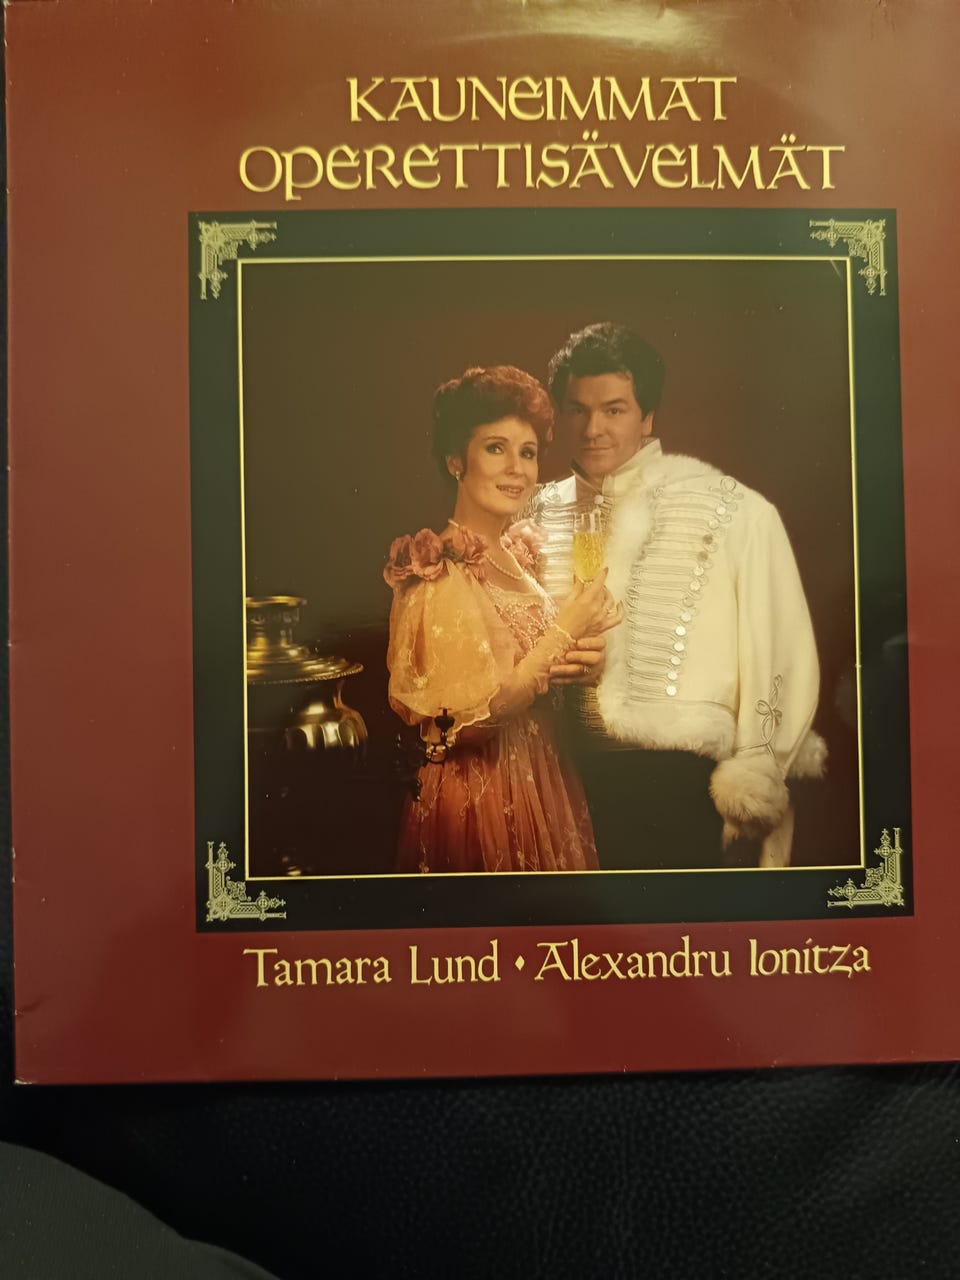 KAUNEIMMAT
OPERETTISÄVELMÄT
Tamara Lund • Alexandru Ionitza